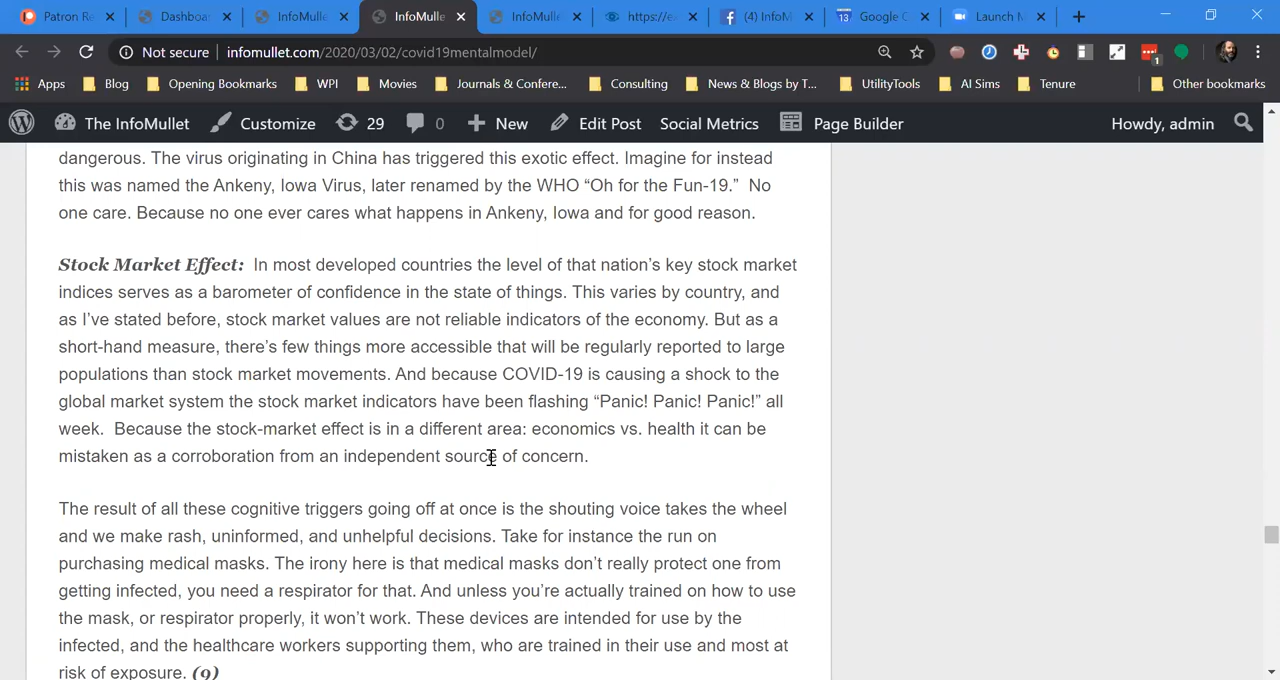 Patron Re
Dashboa
InfoMulle
InfoMulle
InfoMulle
https://e
(4) InfoM
Google C
Launch M
Not secure
infomullet.com/2020/03/02/covid19mentalmodel/
Apps
Blog
Opening Bookmarks
WPI
Movies
Journals & Confere...
Consulting
News & Blogs by T...
UtilityTools
AI Sims
Tenure
Other bookmarks
The InfoMullet
Customize
29
0
New
Edit Post
Social Metrics
Page Builder
Howdy, admin
dangerous. The virus originating in China has triggered this exotic effect. Imagine for instead
this was named the Ankeny, Iowa Virus, later renamed by the WHO “Oh for the Fun-19.”  No
one care. Because no one ever cares what happens in Ankeny, Iowa and for good reason.
Stock Market Effect:  In most developed countries the level of that nation’s key stock market
indices serves as a barometer of confidence in the state of things. This varies by country, and
as I’ve stated before, stock market values are not reliable indicators of the economy. But as a
short-hand measure, there’s few things more accessible that will be regularly reported to large
populations than stock market movements. And because COVID-19 is causing a shock to the
global market system the stock market indicators have been flashing “Panic! Panic! Panic!” all
week.  Because the stock-market effect is in a different area: economics vs. health it can be
mistaken as a corroboration from an independent source of concern.
The result of all these cognitive triggers going off at once is the shouting voice takes the wheel
and we make rash, uninformed, and unhelpful decisions. Take for instance the run on
purchasing medical masks. The irony here is that medical masks don’t really protect one from
getting infected, you need a respirator for that. And unless you’re actually trained on how to use
the mask, or respirator properly, it won’t work. These devices are intended for use by the
infected, and the healthcare workers supporting them, who are trained in their use and most at
risk of exposure. (9)